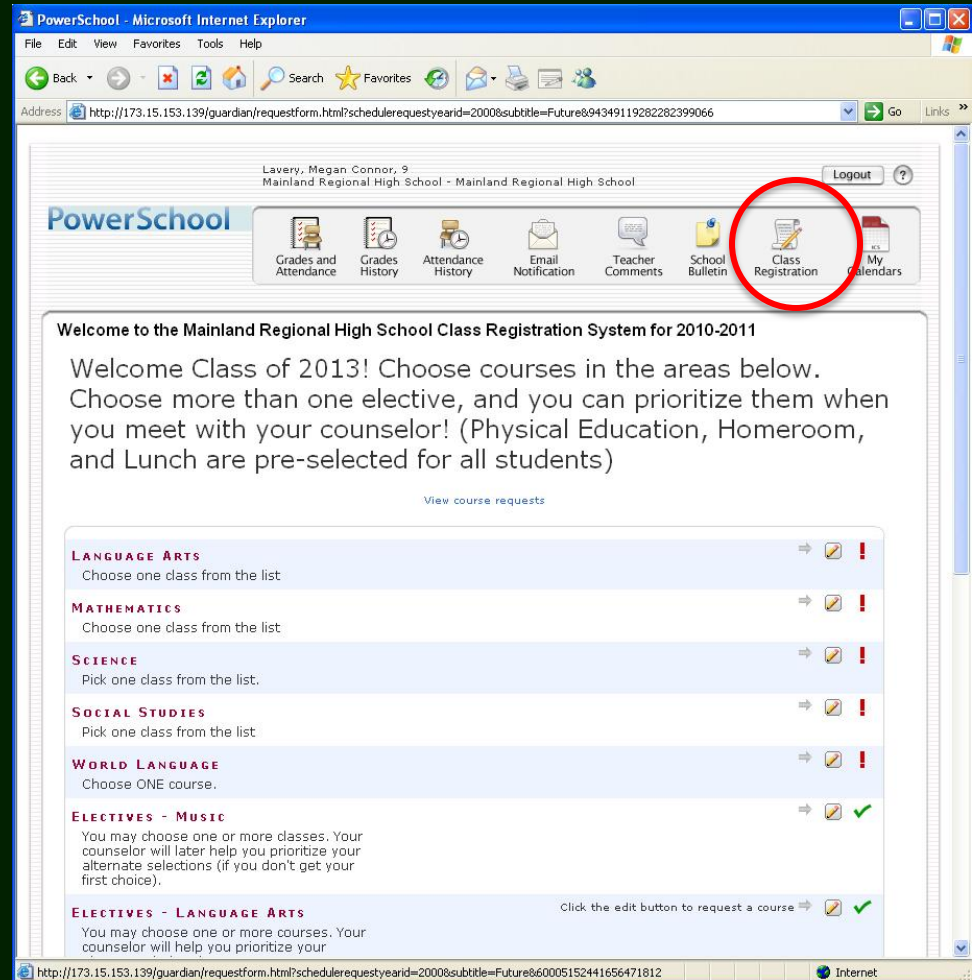 PowerSchool - Microsoft Internet Explorer
File Edit View Favorites Tools Help
Back Search Favorites
Address http://173.15.153.139/guardian/requestform.html?schedulerequestyearid=2000&subtitle=Future&94349119282282399066 Go Links »
Lavery, Megan Connor, 9
Mainland Regional High School - Mainland Regional High School
Logout ?
PowerSchool
Grades and Attendance
Grades History
Attendance History
Email Notification
Teacher Comments
School Bulletin
Class Registration
My Calendars
Welcome to the Mainland Regional High School Class Registration System for 2010-2011
Welcome Class of 2013! Choose courses in the areas below.
Choose more than one elective, and you can prioritize them when
you meet with your counselor! (Physical Education, Homeroom,
and Lunch are pre-selected for all students)
View course requests
LANGUAGE ARTS
Choose one class from the list
MATHEMATICS
Choose one class from the list
SCIENCE
Pick one class from the list.
SOCIAL STUDIES
Pick one class from the list
WORLD LANGUAGE
Choose ONE course.
ELECTIVES - MUSIC
You may choose one or more classes. Your
counselor will later help you prioritize your
alternate selections (if you don't get your
first choice).
ELECTIVES - LANGUAGE ARTS
Click the edit button to request a course
You may choose one or more courses. Your
counselor will help you prioritize your
http://173.15.153.139/guardian/requestform.html?schedulerequestyearid=2000&subtitle=Future&60005152441656471812 Internet